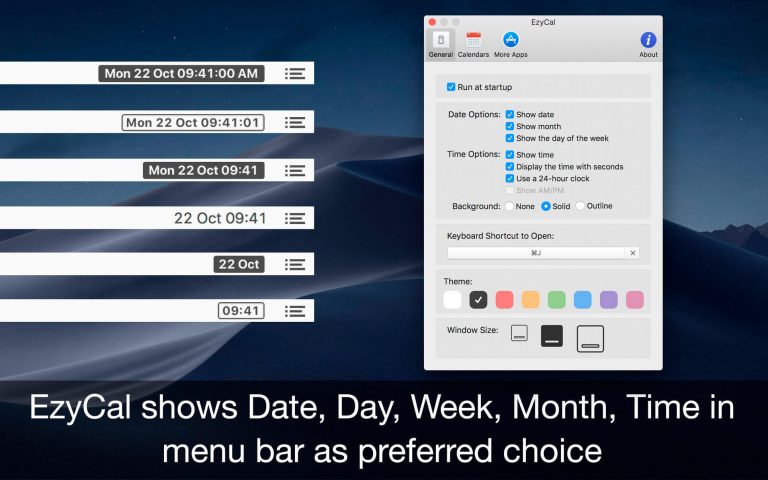 Mon 22 Oct 09:41:00 AM
Mon 22 Oct 09:41:01
Mon 22 Oct 09:41
22 Oct 09:41
22 Oct
09:41
EzyCal
General Calendars More Apps About
Run at startup
Date Options: Show date
Show month
Show the day of the week
Time Options: Show time
Display the time with seconds
Use a 24-hour clock
Show AM/PM
Background: None Solid Outline
Keyboard Shortcut to Open:
⌘J
Theme:
Window Size:
EzyCal shows Date, Day, Week, Month, Time in
menu bar as preferred choice